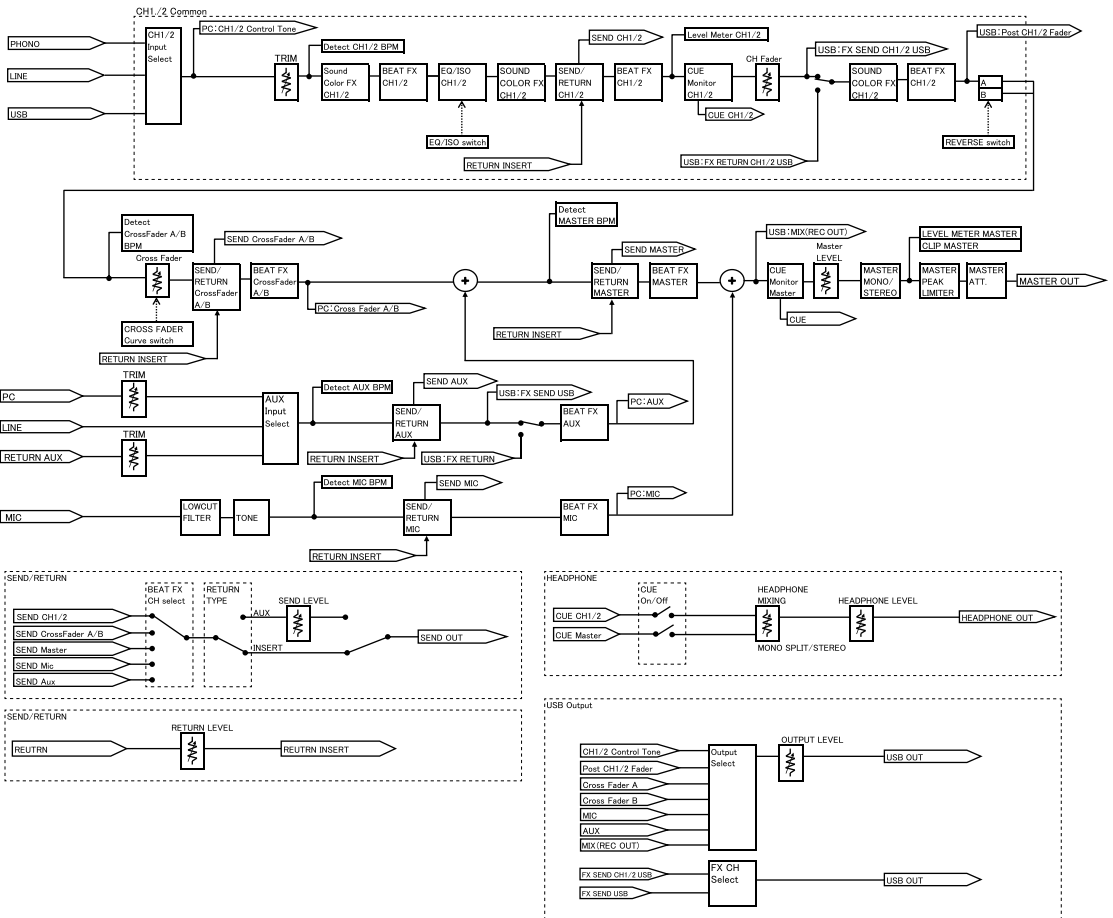 CH1./2 Common
PHONO
LINE
USB
CH1/2
Input
Select
PC:CH1/2 Control Tone
TRIM
Detect CH1/2 BPM
Sound
Color FX
CH1/2
BEAT FX
CH1/2
EQ/ISO
CH1/2
EQ/ISO switch
SOUND
COLOR FX
CH1/2
SEND/
RETURN
CH1/2
SEND CH1/2
RETURN INSERT
BEAT FX
CH1/2
Level Meter CH1/2
CUE
Monitor
CH1/2
CUE CH1/2
CH Fader
USB:FX SEND CH1/2 USB
USB:FX RETURN CH1/2 USB
SOUND
COLOR FX
CH1/2
BEAT FX
CH1/2
USB:Post CH1/2 Fader
A
B
REVERSE switch
Detect
CrossFader A/B
BPM
Cross Fader
CROSS FADER
Curve switch
SEND/
RETURN
CrossFader
A/B
SEND CrossFader A/B
RETURN INSERT
BEAT FX
CrossFader
A/B
PC:Cross Fader A/B
+
Detect
MASTER BPM
SEND/
RETURN
MASTER
SEND MASTER
RETURN INSERT
BEAT FX
MASTER
+
USB:MIX(REC OUT)
CUE
Monitor
Master
CUE
Master
LEVEL
MASTER
MONO/
STEREO
LEVEL METER MASTER
CLIP MASTER
MASTER
PEAK
LIMITER
MASTER
ATT.
MASTER OUT
PC
TRIM
LINE
RETURN AUX
TRIM
AUX
Input
Select
Detect AUX BPM
SEND/
RETURN
AUX
SEND AUX
RETURN INSERT
USB:FX SEND USB
USB:FX RETURN
BEAT FX
AUX
PC:AUX
MIC
LOWCUT
FILTER
TONE
Detect MIC BPM
SEND/
RETURN
MIC
SEND MIC
RETURN INSERT
BEAT FX
MIC
PC:MIC
SEND/RETURN
SEND CH1/2
SEND CrossFader A/B
SEND Master
SEND Mic
SEND Aux
BEAT FX
CH select
RETURN
TYPE
AUX
SEND LEVEL
INSERT
SEND OUT
SEND/RETURN
REUTRN
RETURN LEVEL
REUTRN INSERT
HEADPHONE
CUE CH1/2
CUE Master
CUE
On/Off
HEADPHONE
MIXING
MONO SPLIT/STEREO
HEADPHONE LEVEL
HEADPHONE OUT
USB Output
CH1/2 Control Tone
Post CH1/2 Fader
Cross Fader A
Cross Fader B
MIC
AUX
MIX(REC OUT)
Output
Select
OUTPUT LEVEL
USB OUT
FX SEND CH1/2 USB
FX SEND USB
FX CH
Select
USB OUT